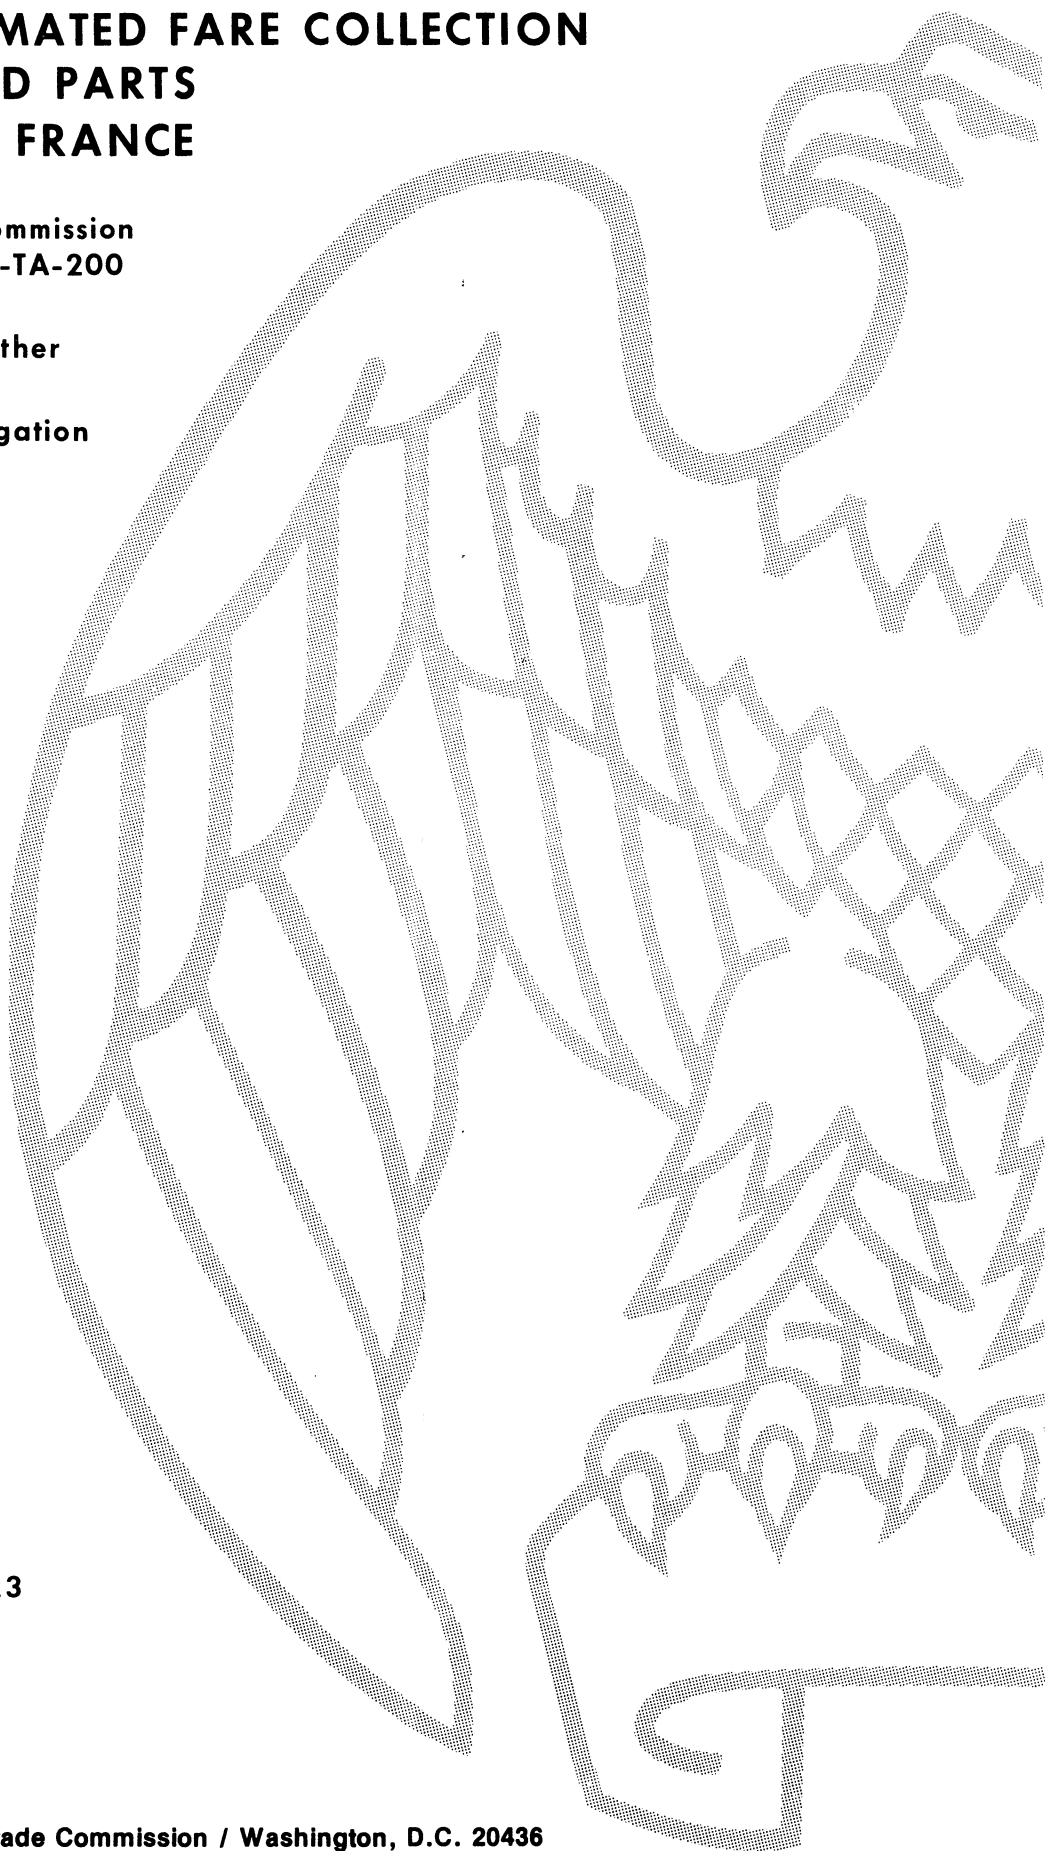 MATED FARE COLLECTION
D PARTS
FRANCE
ommission
-TA-200
ther
gation
.3
ade Commission / Washington, D.C. 20436